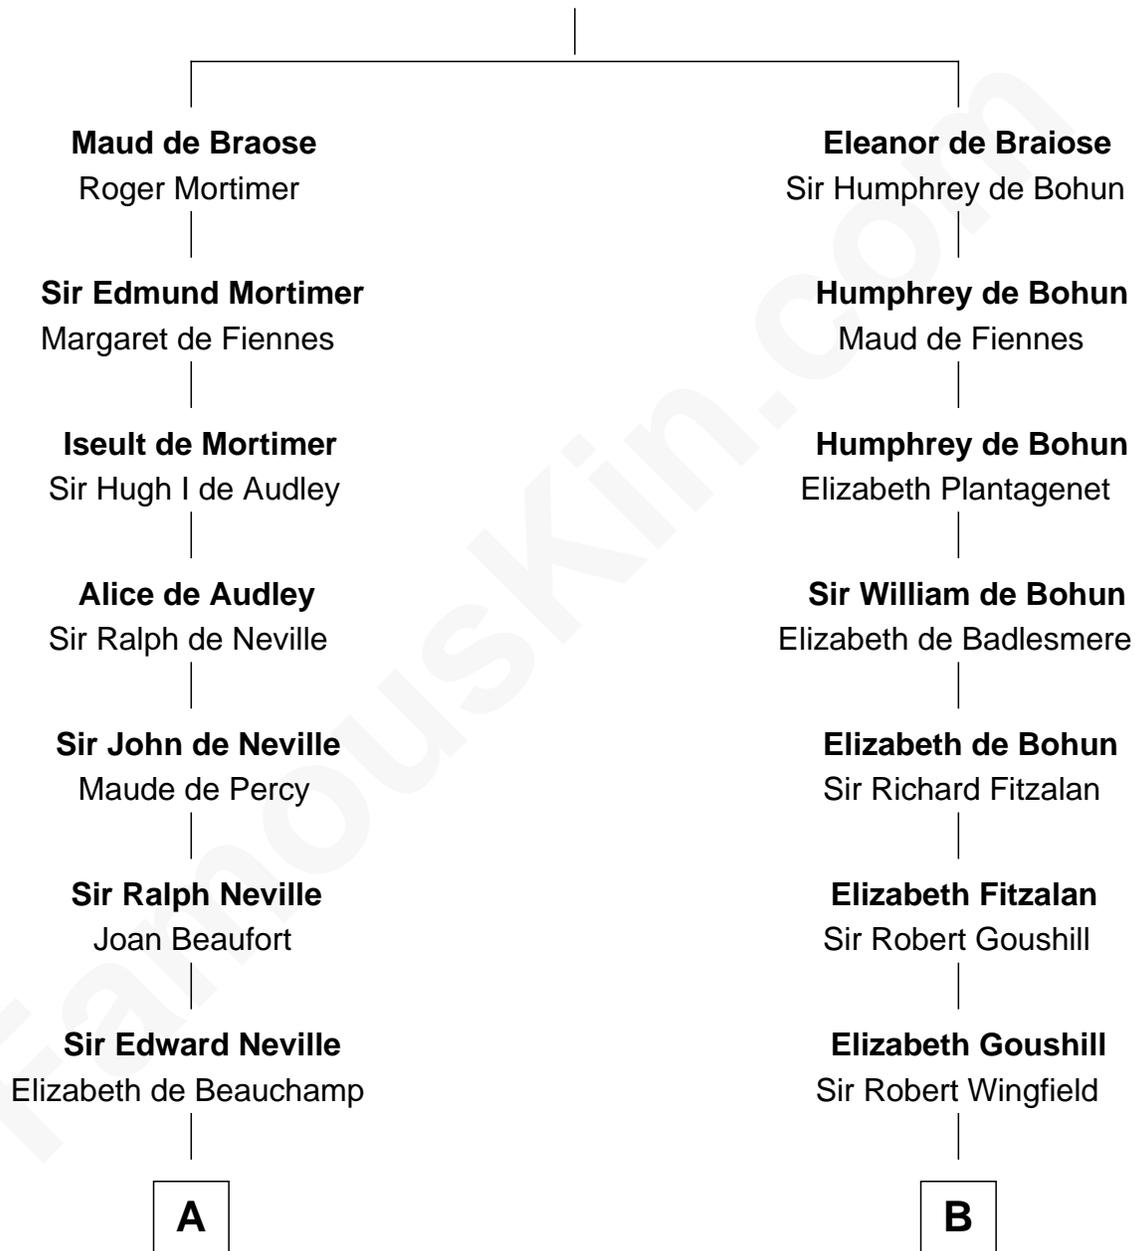 Maud de Braose
Roger Mortimer
Eleanor de Braiose
Sir Humphrey de Bohun
Sir Edmund Mortimer
Margaret de Fiennes
Humphrey de Bohun
Maud de Fiennes
Iseult de Mortimer
Sir Hugh I de Audley
Humphrey de Bohun
Elizabeth Plantagenet
Alice de Audley
Sir Ralph de Neville
Sir William de Bohun
Elizabeth de Badlesmere
Sir John de Neville
Maude de Percy
Elizabeth de Bohun
Sir Richard Fitzalan
Sir Ralph Neville
Joan Beaufort
Elizabeth Fitzalan
Sir Robert Goushill
Sir Edward Neville
Elizabeth de Beauchamp
Elizabeth Goushill
Sir Robert Wingfield
A
B
FamousKin.com